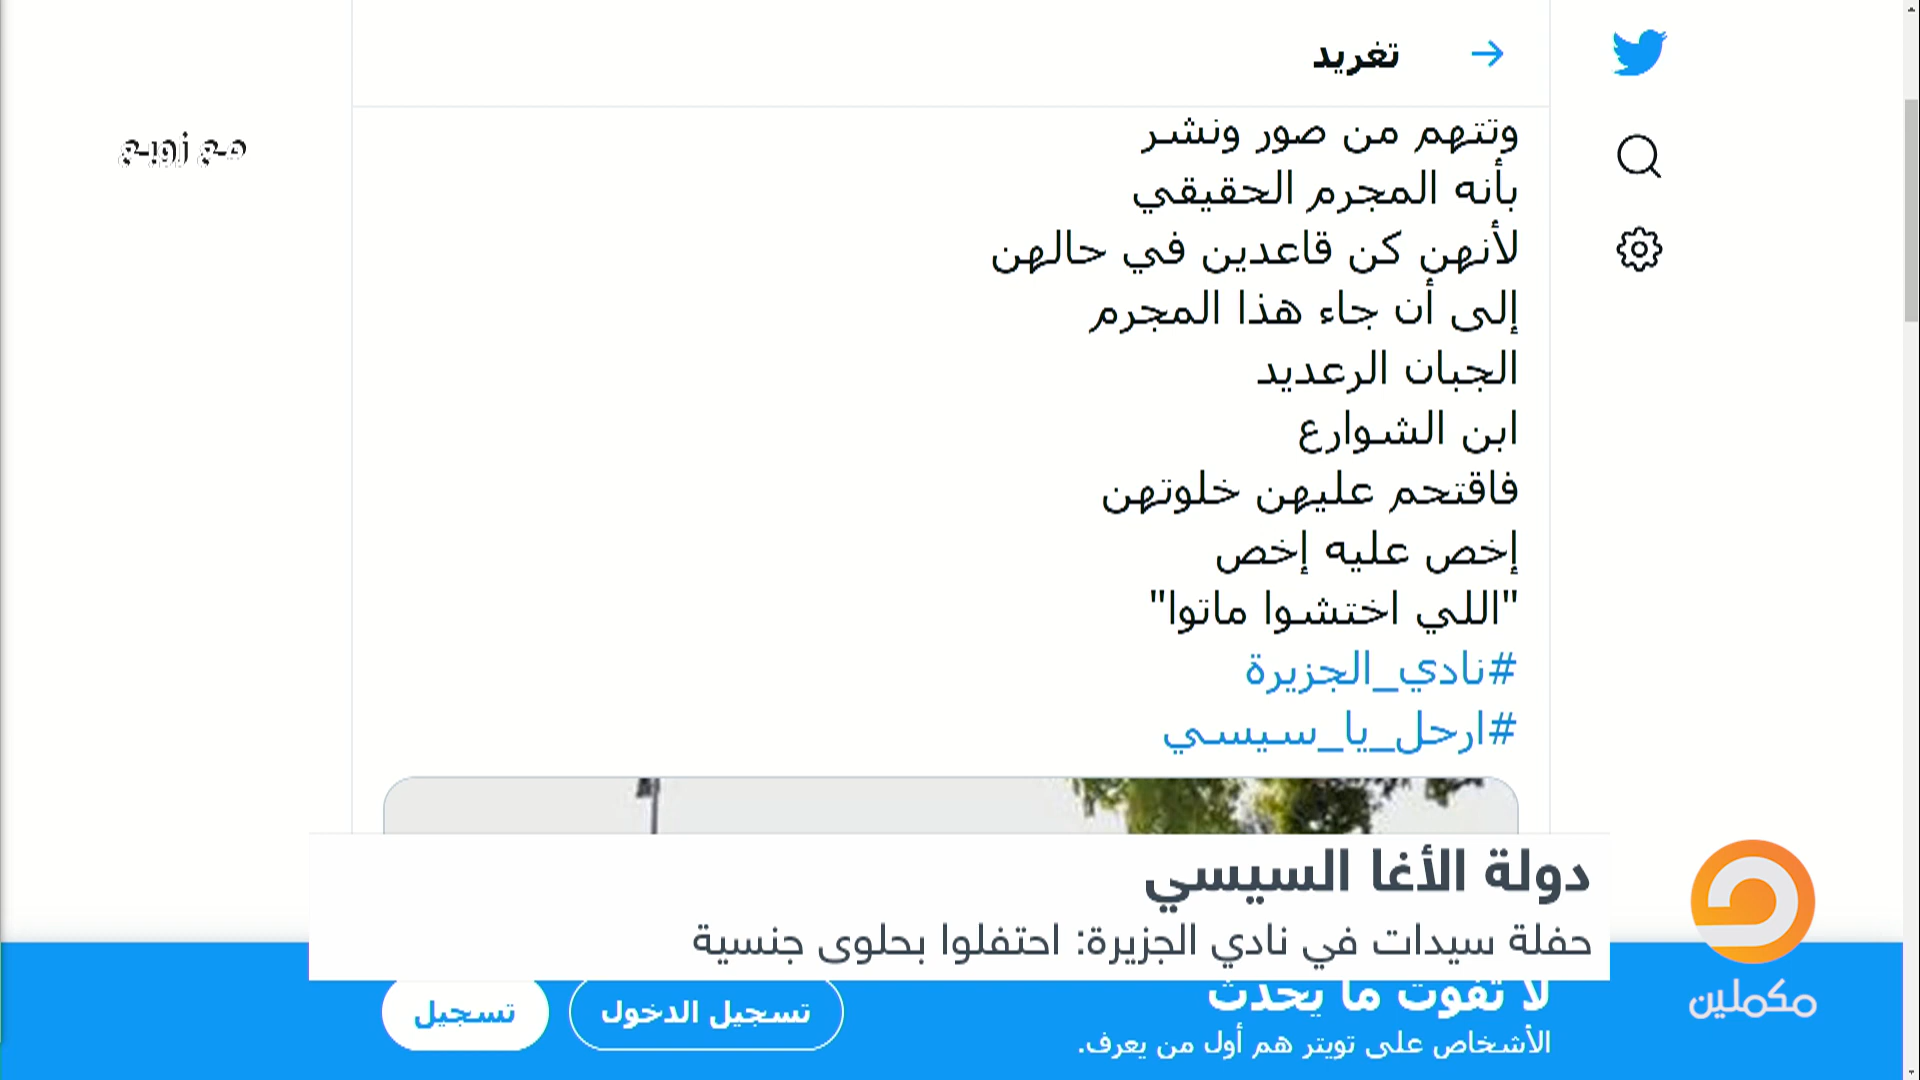 تغريد
وتتهم من صور ونشر
بأنه المجرم الحقيقي
لأنهن كن قاعدين في حالهن
إلى أن جاء هذا المجرم
الجبان الرعديد
ابن الشوارع
فاقتحم عليهن خلوتهن
إخص عليه إخص
"اللي اختشوا ماتوا"
#نادي_الجزيرة
#ارحل_يا_سيسي
دولة الأغا السيسي
حفلة سيدات في نادي الجزيرة: احتفلوا بحلوى جنسية
لا تفوت ما يحدث
الأشخاص على تويتر هم أول من يعرف.
تسجيل الدخول
تسجيل
مكملين